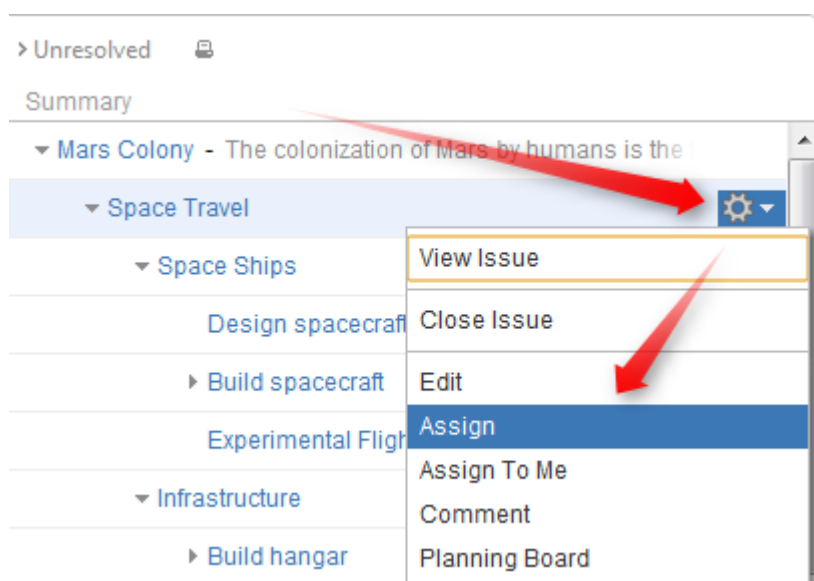 Unresolved
Summary
Mars Colony - The colonization of Mars by humans is the
Space Travel
View Issue
Space Ships
Close Issue
Design spacecraft
Edit
Build spacecraft
Assign
Experimental Fligh
Assign To Me
Infrastructure
Comment
Build hangar
Planning Board